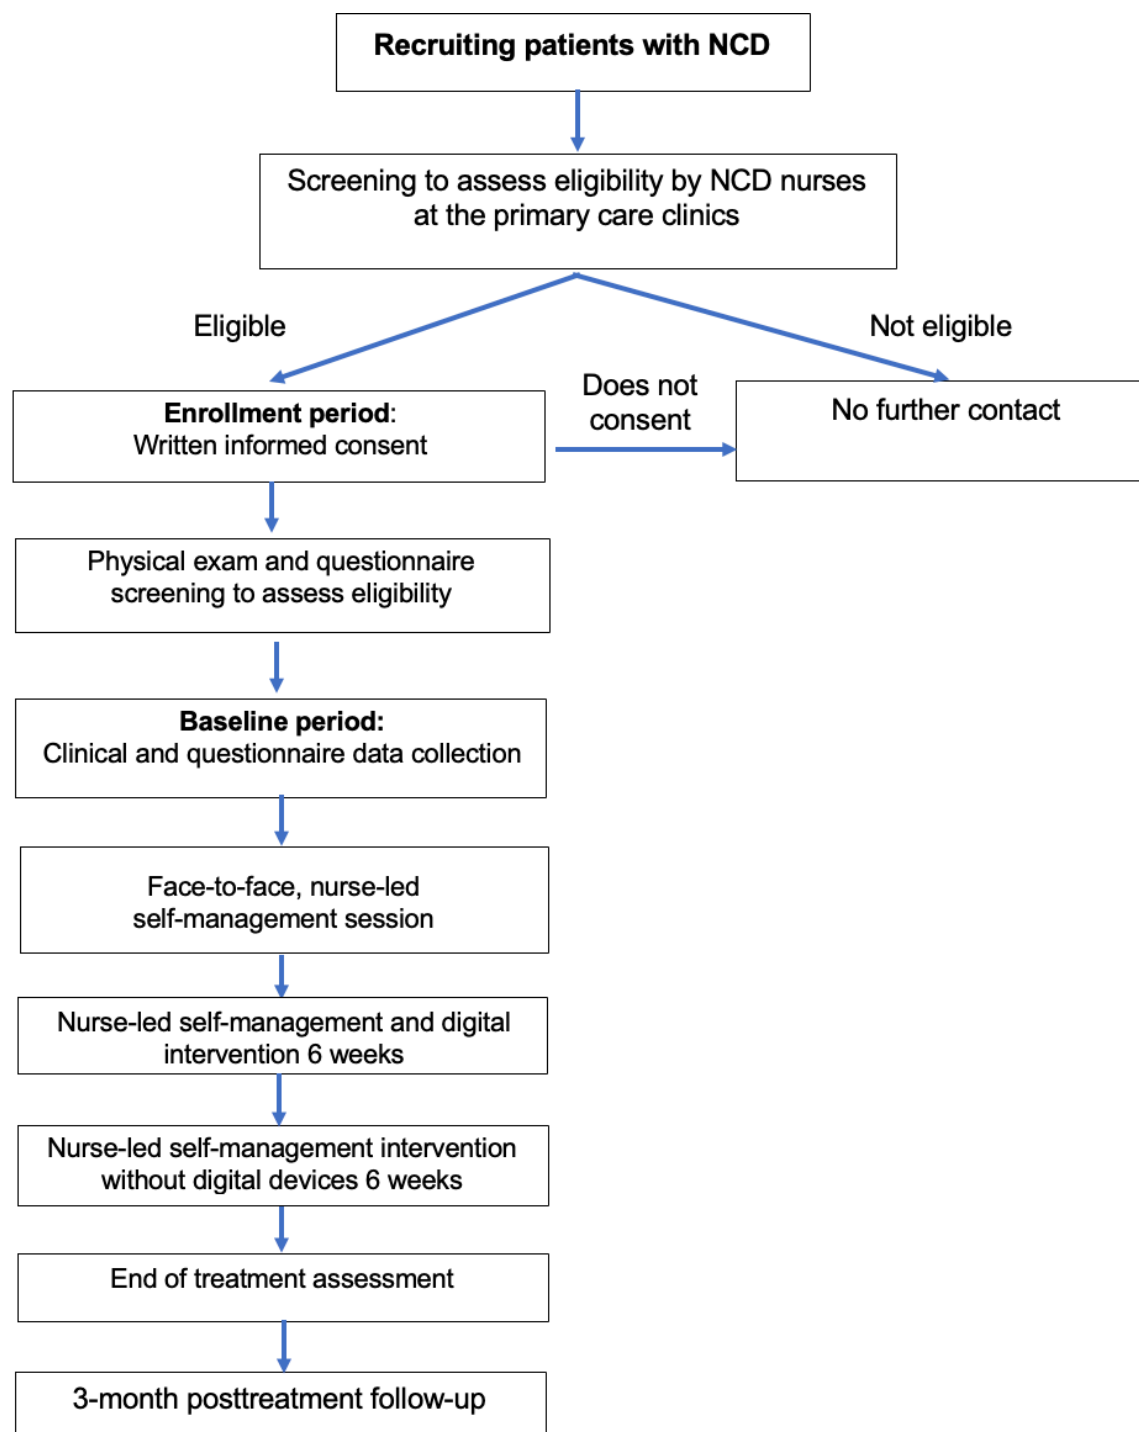 Recruiting patients with NCD
Screening to assess eligibility by NCD nurses
at the primary care clinics
Eligible
Not eligible
Enrollment period:
Written informed consent
Does not
consent
No further contact
Physical exam and questionnaire
screening to assess eligibility
Baseline period:
Clinical and questionnaire data collection
Face-to-face, nurse-led
self-management session
Nurse-led self-management and digital
intervention 6 weeks
Nurse-led self-management intervention
without digital devices 6 weeks
End of treatment assessment
3-month posttreatment follow-up